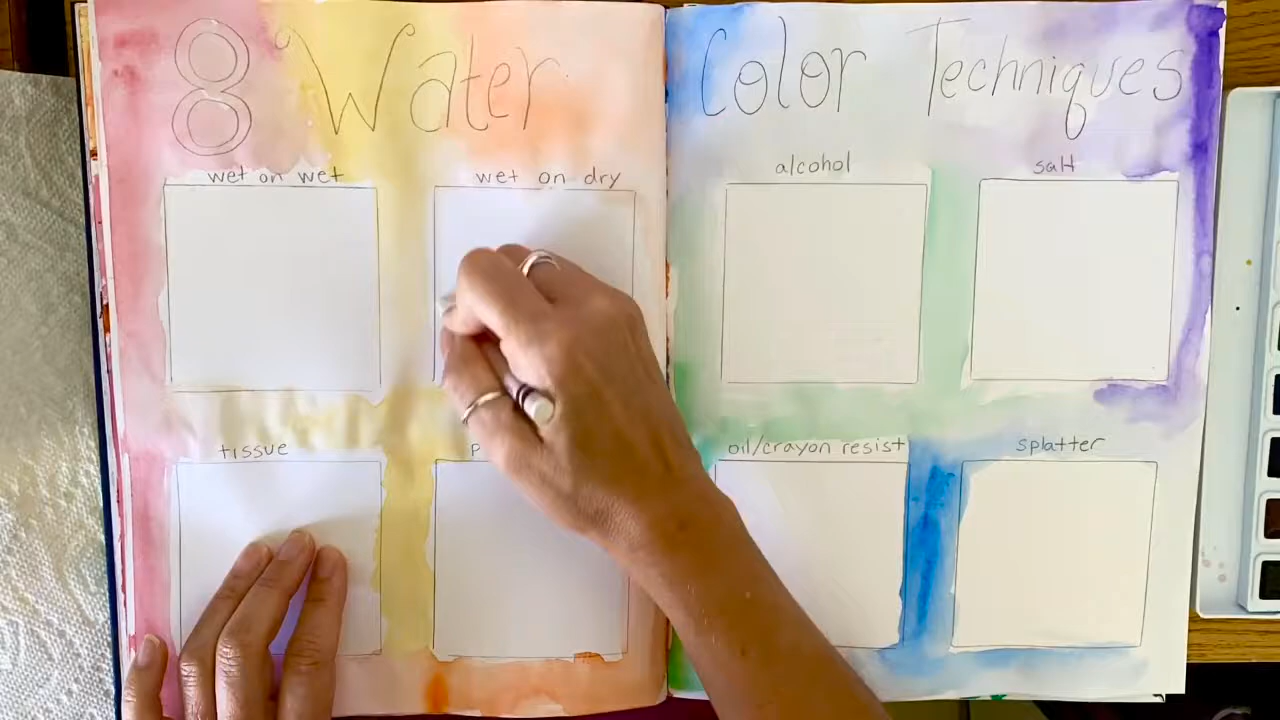 8 Water Color Techniques
wet on wet
wet on dry
alcohol
salt
tissue
p
oil/crayon resist
splatter